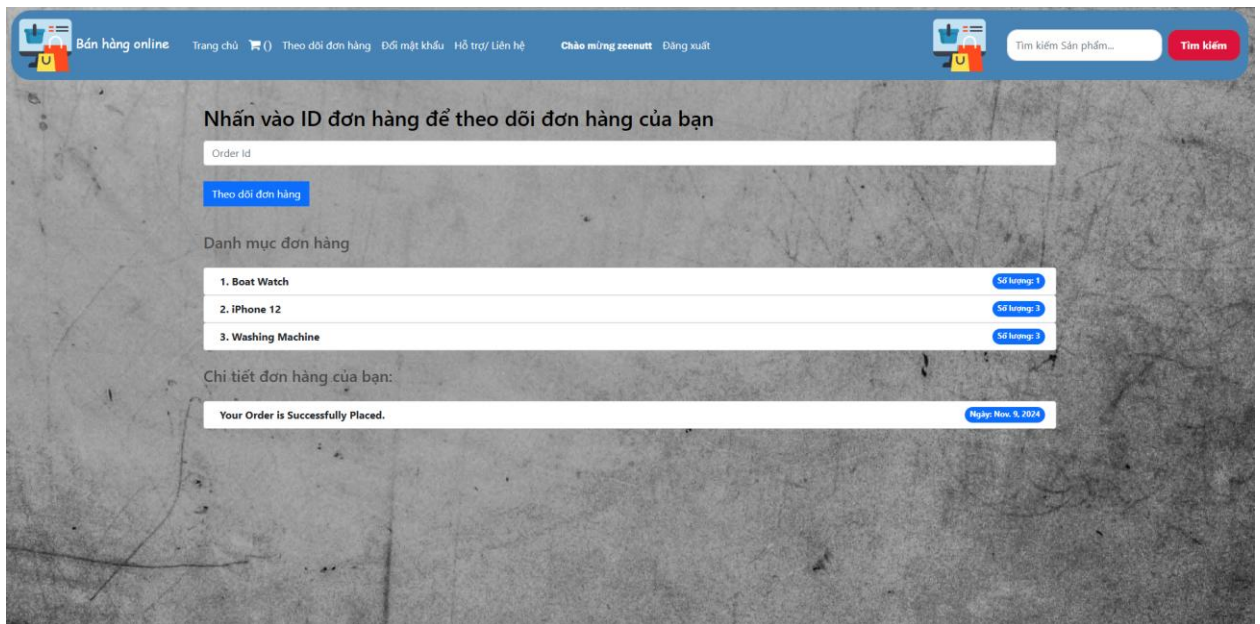 Bán hàng online Trang chủ () Theo dõi đơn hàng Đổi mật khẩu Hỗ trợ/ Liên hệ Chào mừng zeenutt Đăng xuất Tìm kiếm Sản phẩm... Tìm kiếm
Nhấn vào ID đơn hàng để theo dõi đơn hàng của bạn
Order Id
Theo dõi đơn hàng
Danh mục đơn hàng
1. Boat Watch Số lượng: 1
2. iPhone 12 Số lượng: 3
3. Washing Machine Số lượng: 3
Chi tiết đơn hàng của bạn:
Your Order is Successfully Placed. Ngày: Nov. 9, 2024